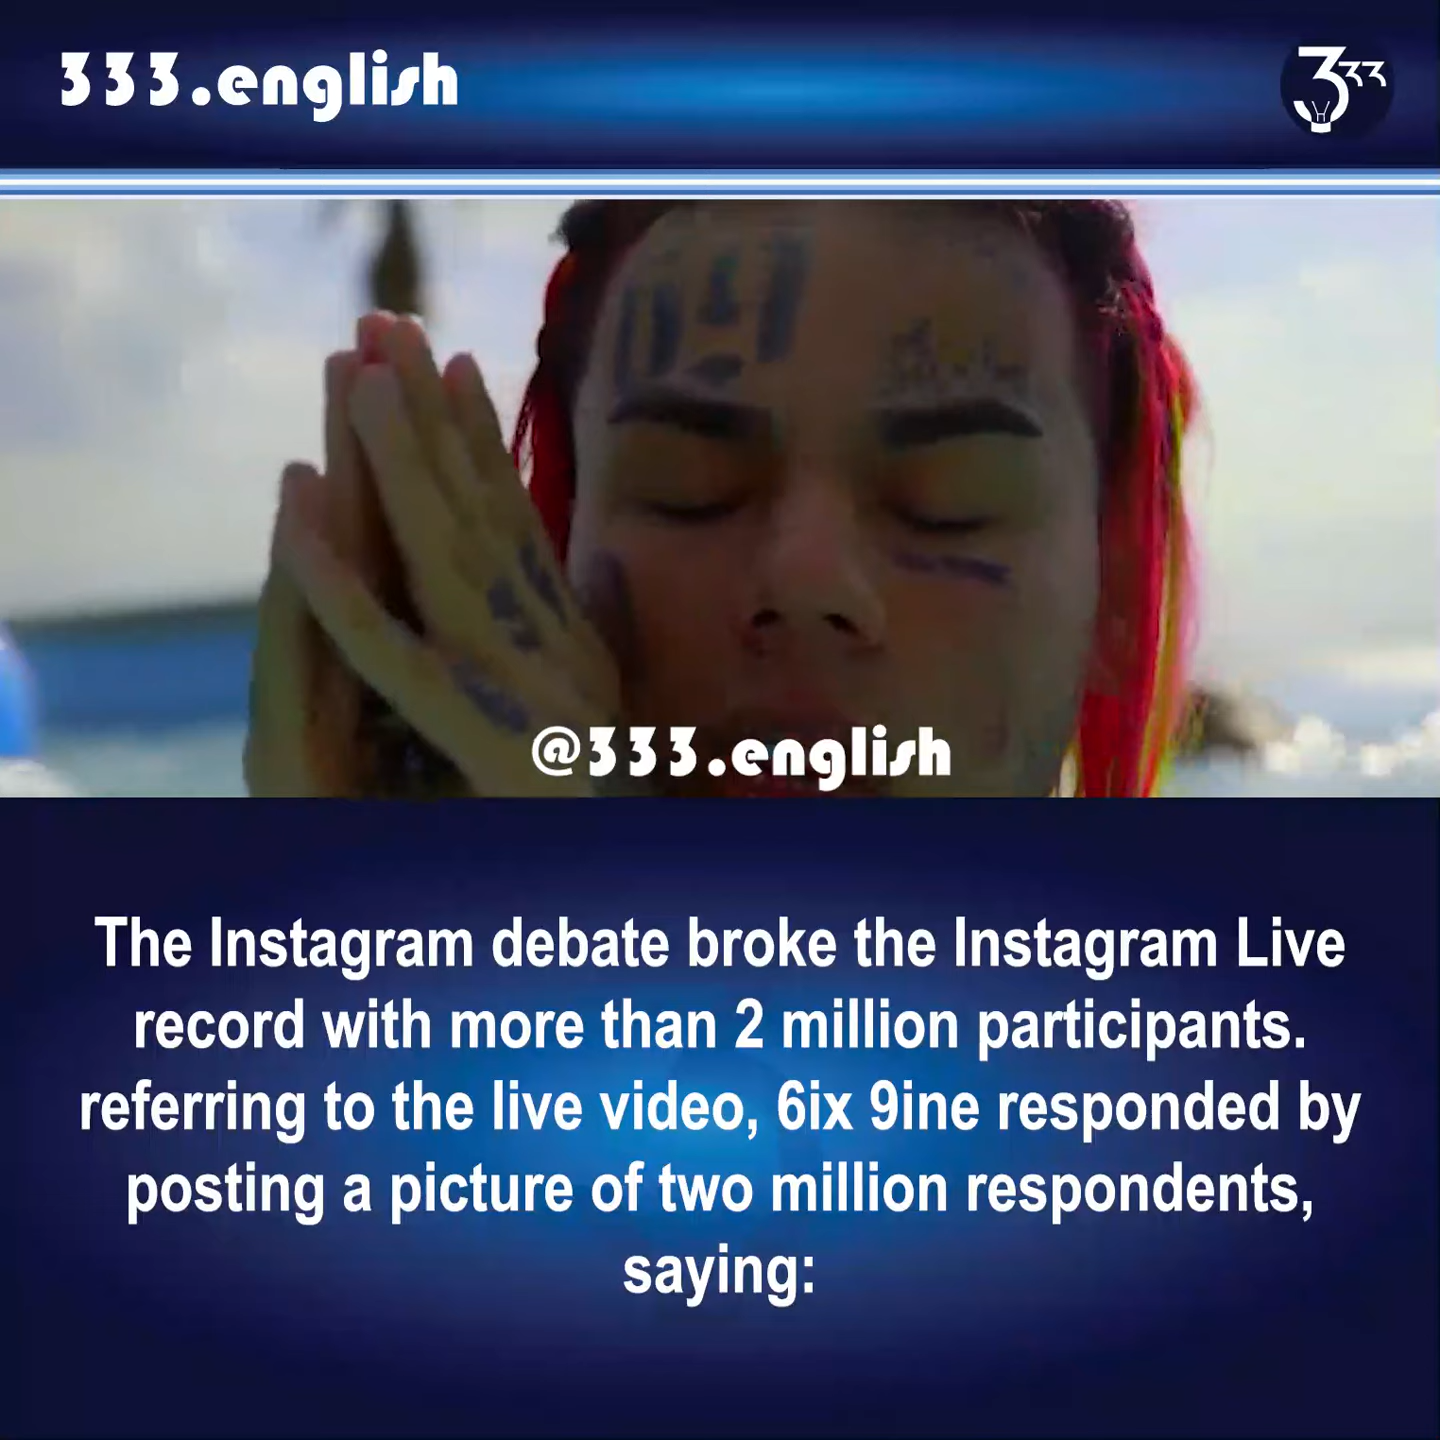 333.english
333
@333.english
The Instagram debate broke the Instagram Live
record with more than 2 million participants.
referring to the live video, 6ix 9ine responded by
posting a picture of two million respondents,
saying: